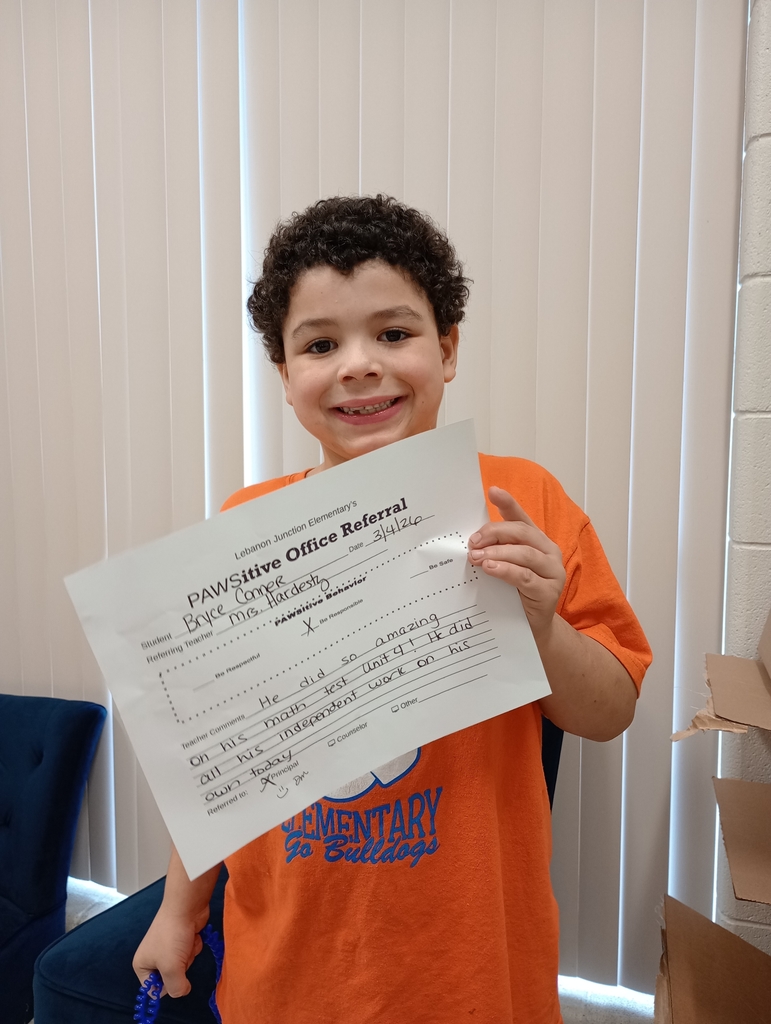 Lebanon Junction Elementary's
PAWSitive Office Referral
Student Bryce Conner Date 3/4/26
Referring Teacher Mrs. Hardesty
PAWSitive Behavior
Be Respectful X Be Responsible Be Safe
Teacher Comments He did so amazing
on his math test Unit 4! He did
all his independent work on his
own today
Referred to: X Principal ☐ Counselor ☐ Other
ELEMENTARY
Go Bulldogs